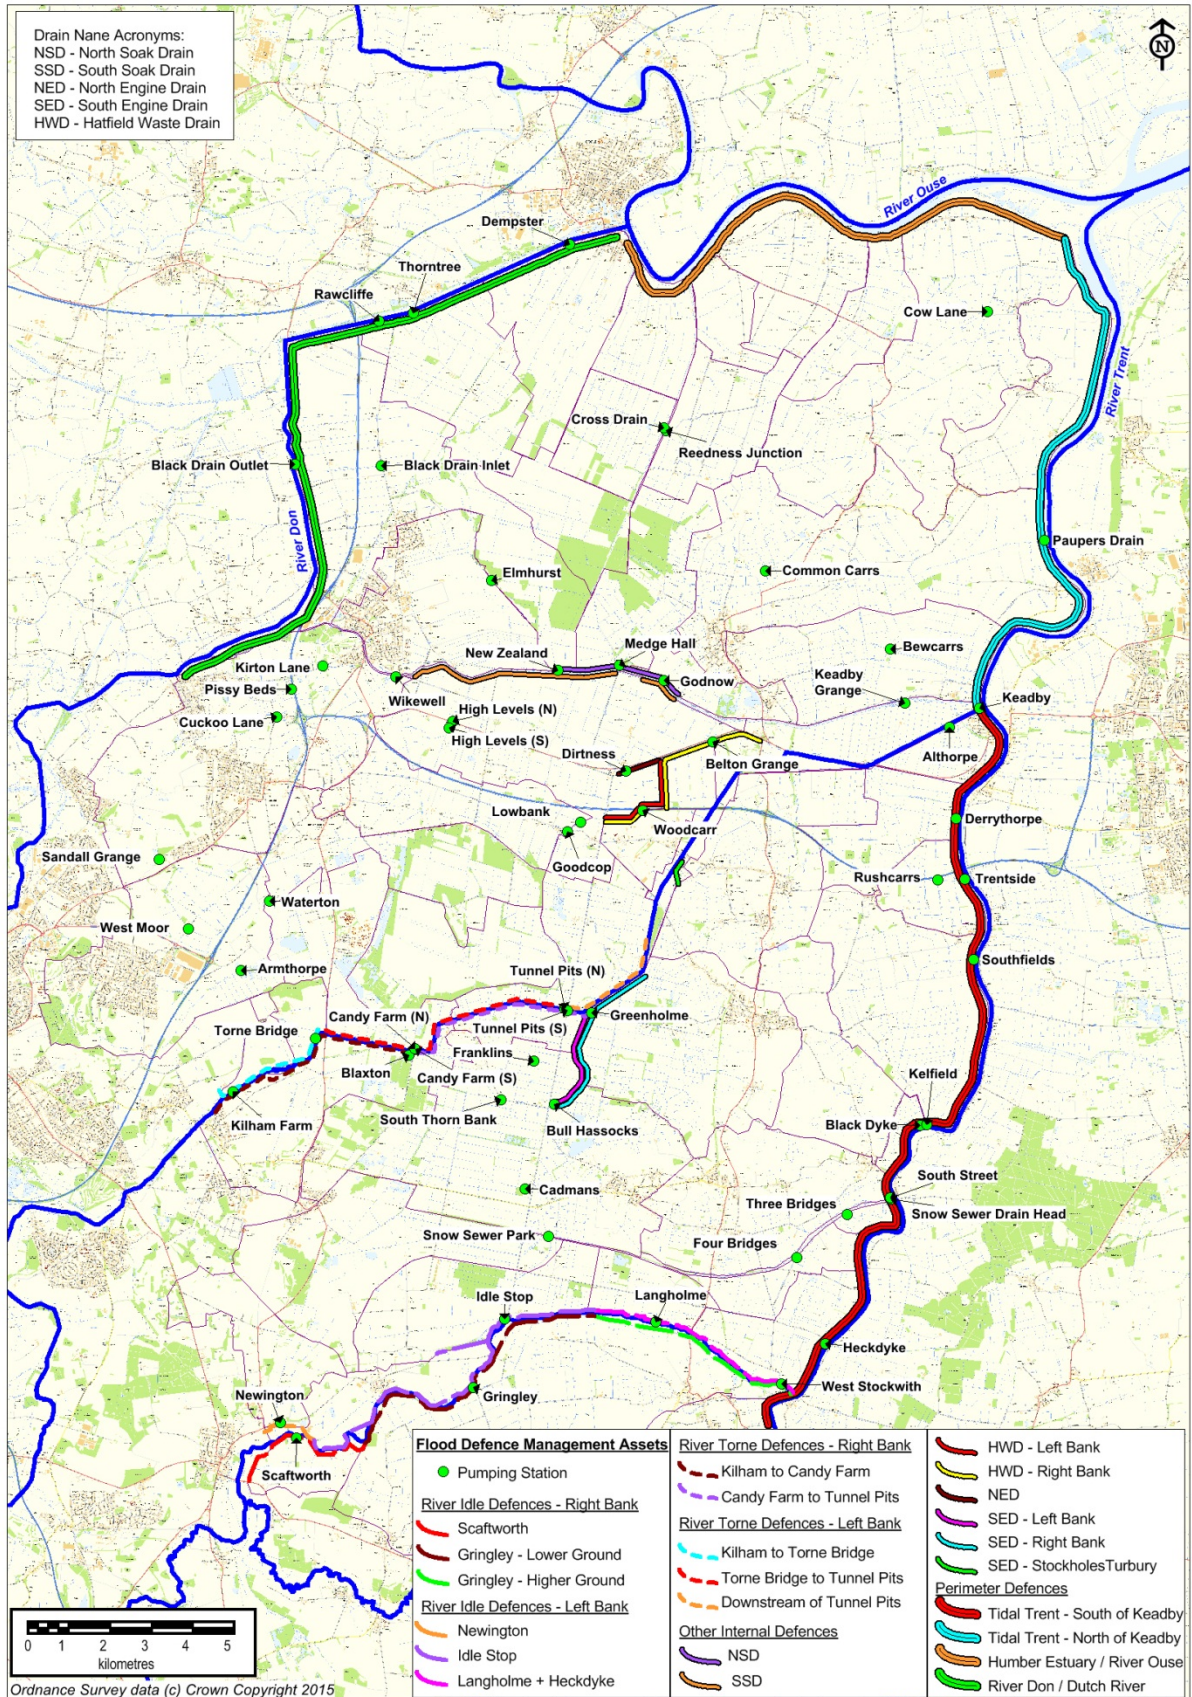 Drain Nane Acronyms:
NSD - North Soak Drain
SSD - South Soak Drain
NED - North Engine Drain
SED - South Engine Drain
HWD - Hatfield Waste Drain
N
River Ouse
Dempster
Thorntree
Rawcliffe
Cow Lane
River Trent
Cross Drain
Reedness Junction
Black Drain Outlet
Black Drain Inlet
River Don
Paupers Drain
Elmhurst
Common Carrs
Medge Hall
Bewcarrs
New Zealand
Kirton Lane
Godnow
Keadby
Grange
Pissy Beds
Wikewell
Keadby
High Levels (N)
Cuckoo Lane
High Levels (S)
Althorpe
Dirtness
Belton Grange
Lowbank
Woodcarr
Derrythorpe
Sandall Grange
Goodcop
Rushcarrs
Trentside
Waterton
West Moor
Southfields
Armthorpe
Tunnel Pits (N)
Candy Farm (N)
Greenholme
Torne Bridge
Tunnel Pits (S)
Franklins
Blaxton
Candy Farm (S)
Kelfield
South Thorn Bank
Kilham Farm
Bull Hassocks
Black Dyke
South Street
Cadmans
Three Bridges
Snow Sewer Drain Head
Snow Sewer Park
Four Bridges
Idle Stop
Langholme
Heckdyke
West Stockwith
Newington
Gringley
Scaftworth
Flood Defence Management Assets
Pumping Station
River Idle Defences - Right Bank
Scaftworth
Gringley - Lower Ground
Gringley - Higher Ground
River Idle Defences - Left Bank
Newington
Idle Stop
Langholme + Heckdyke
River Torne Defences - Right Bank
Kilham to Candy Farm
Candy Farm to Tunnel Pits
River Torne Defences - Left Bank
Kilham to Torne Bridge
Torne Bridge to Tunnel Pits
Downstream of Tunnel Pits
Other Internal Defences
NSD
SSD
HWD - Left Bank
HWD - Right Bank
NED
SED - Left Bank
SED - Right Bank
SED - StockholesTurbury
Perimeter Defences
Tidal Trent - South of Keadby
Tidal Trent - North of Keadby
Humber Estuary / River Ouse
River Don / Dutch River
0 1 2 3 4 5
kilometres
Ordnance Survey data (c) Crown Copyright 2015